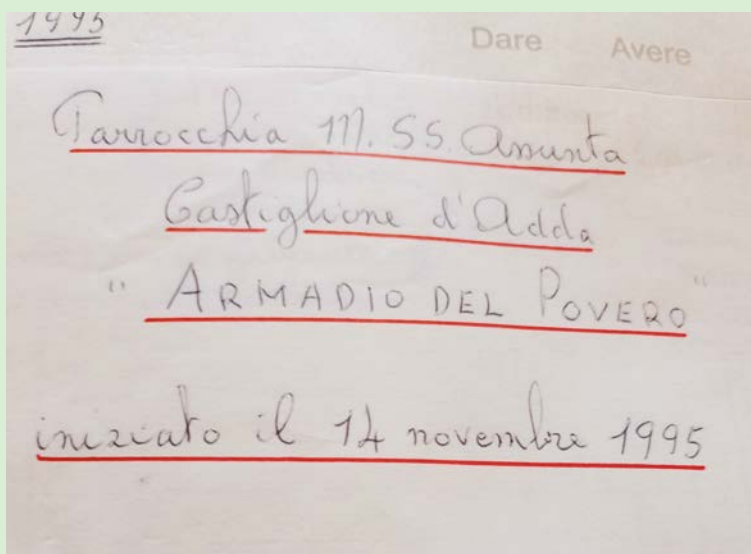 1995
Dare Avere
Parrocchia M. SS. Assunta
Castiglione d'Adda
" ARMADIO DEL POVERO "
iniziato il 14 novembre 1995